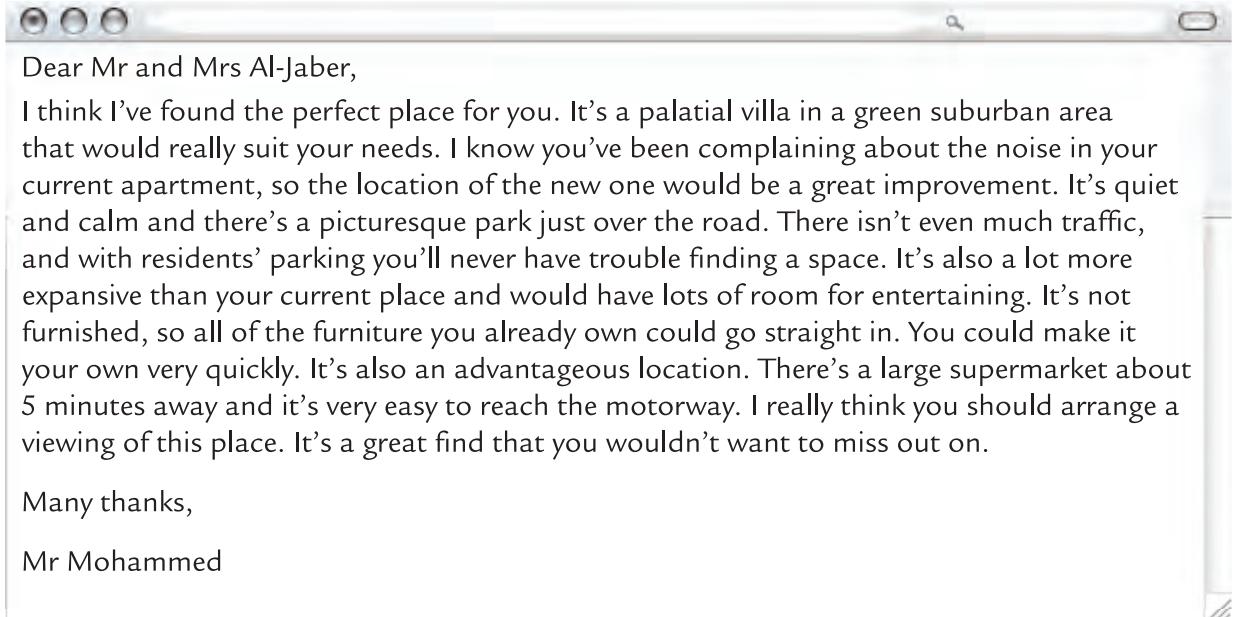 Dear Mr and Mrs Al-Jaber,
I think I’ve found the perfect place for you. It’s a palatial villa in a green suburban area
that would really suit your needs. I know you’ve been complaining about the noise in your
current apartment, so the location of the new one would be a great improvement. It’s quiet
and calm and there’s a picturesque park just over the road. There isn’t even much traffic,
and with residents’ parking you’ll never have trouble finding a space. It’s also a lot more
expansive than your current place and would have lots of room for entertaining. It’s not
furnished, so all of the furniture you already own could go straight in. You could make it
your own very quickly. It’s also an advantageous location. There’s a large supermarket about
5 minutes away and it’s very easy to reach the motorway. I really think you should arrange a
viewing of this place. It’s a great find that you wouldn’t want to miss out on.
Many thanks,
Mr Mohammed